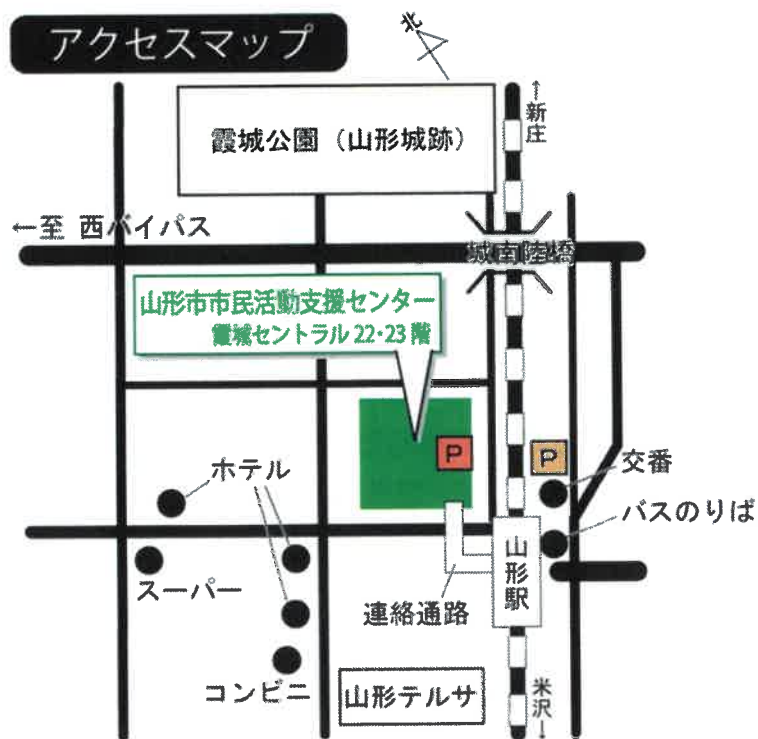 アクセスマップ
北
↑新庄
霞城公園(山形城跡)
←至 西バイパス
城南陸橋
山形市市民活動支援センター
霞城セントラル22・23階
P
P
ホテル
交番
バスのりば
スーパー
山形駅
連絡通路
コンビニ
山形テルサ
米沢↓